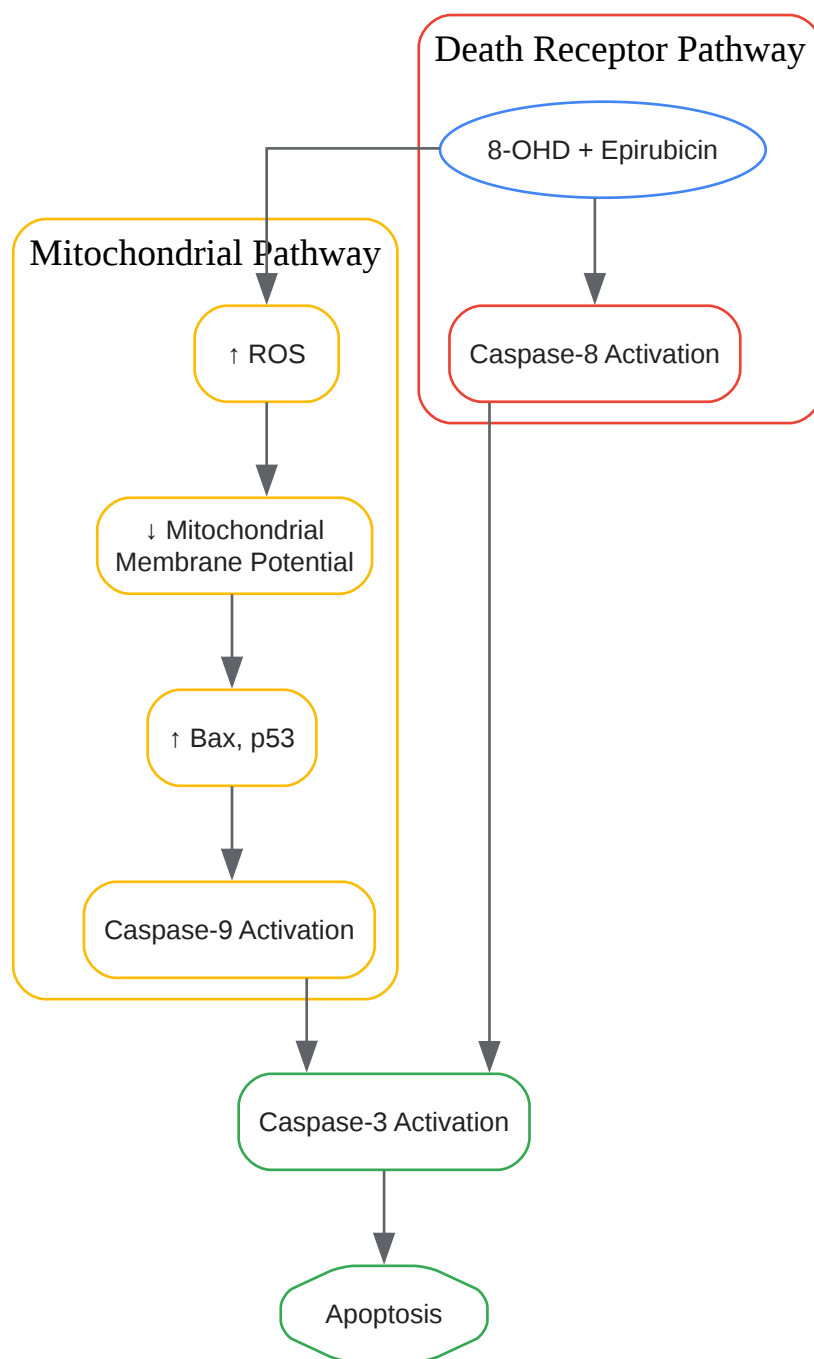 Death Receptor Pathway
8-OHD + Epirubicin
Mitochondrial Pathway
↑ ROS
Caspase-8 Activation
↓ Mitochondrial
Membrane Potential
↑ Bax, p53
Caspase-9 Activation
Caspase-3 Activation
Apoptosis